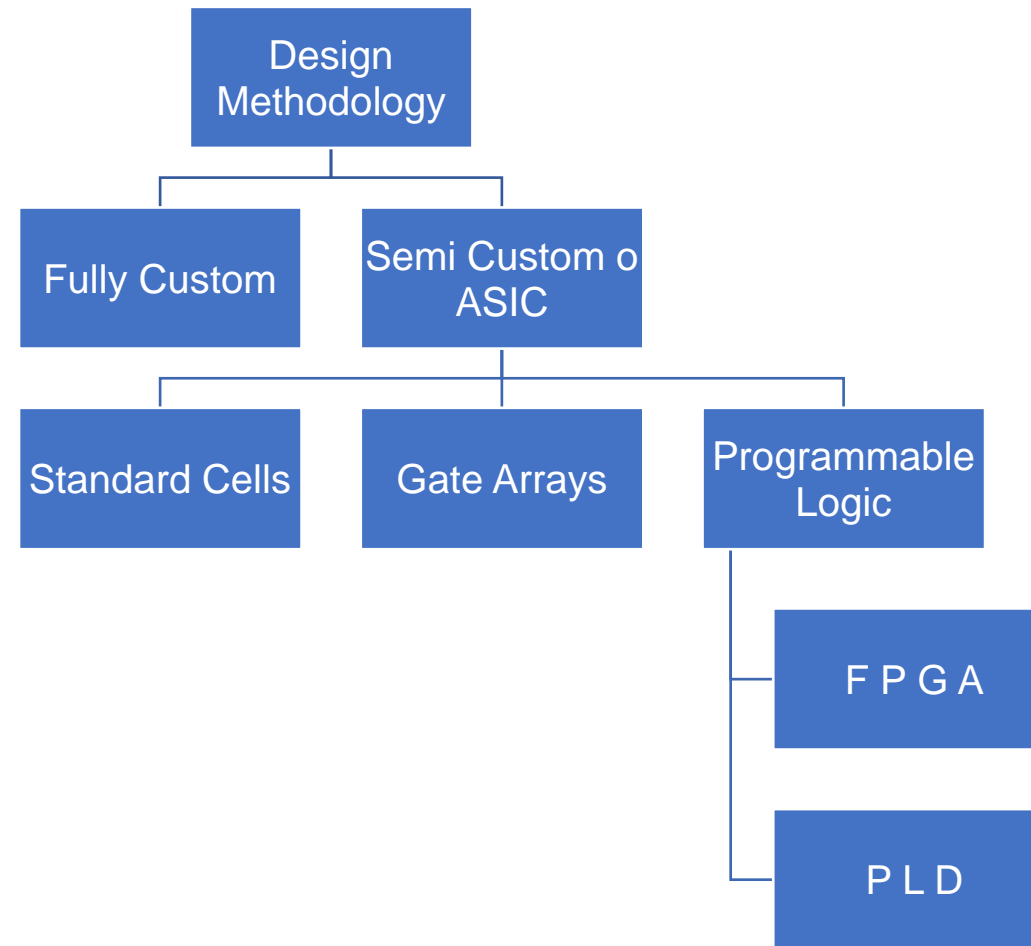 Design
Methodology
Fully Custom
Semi Custom o
ASIC
Standard Cells
Gate Arrays
Programmable
Logic
F P G A
P L D